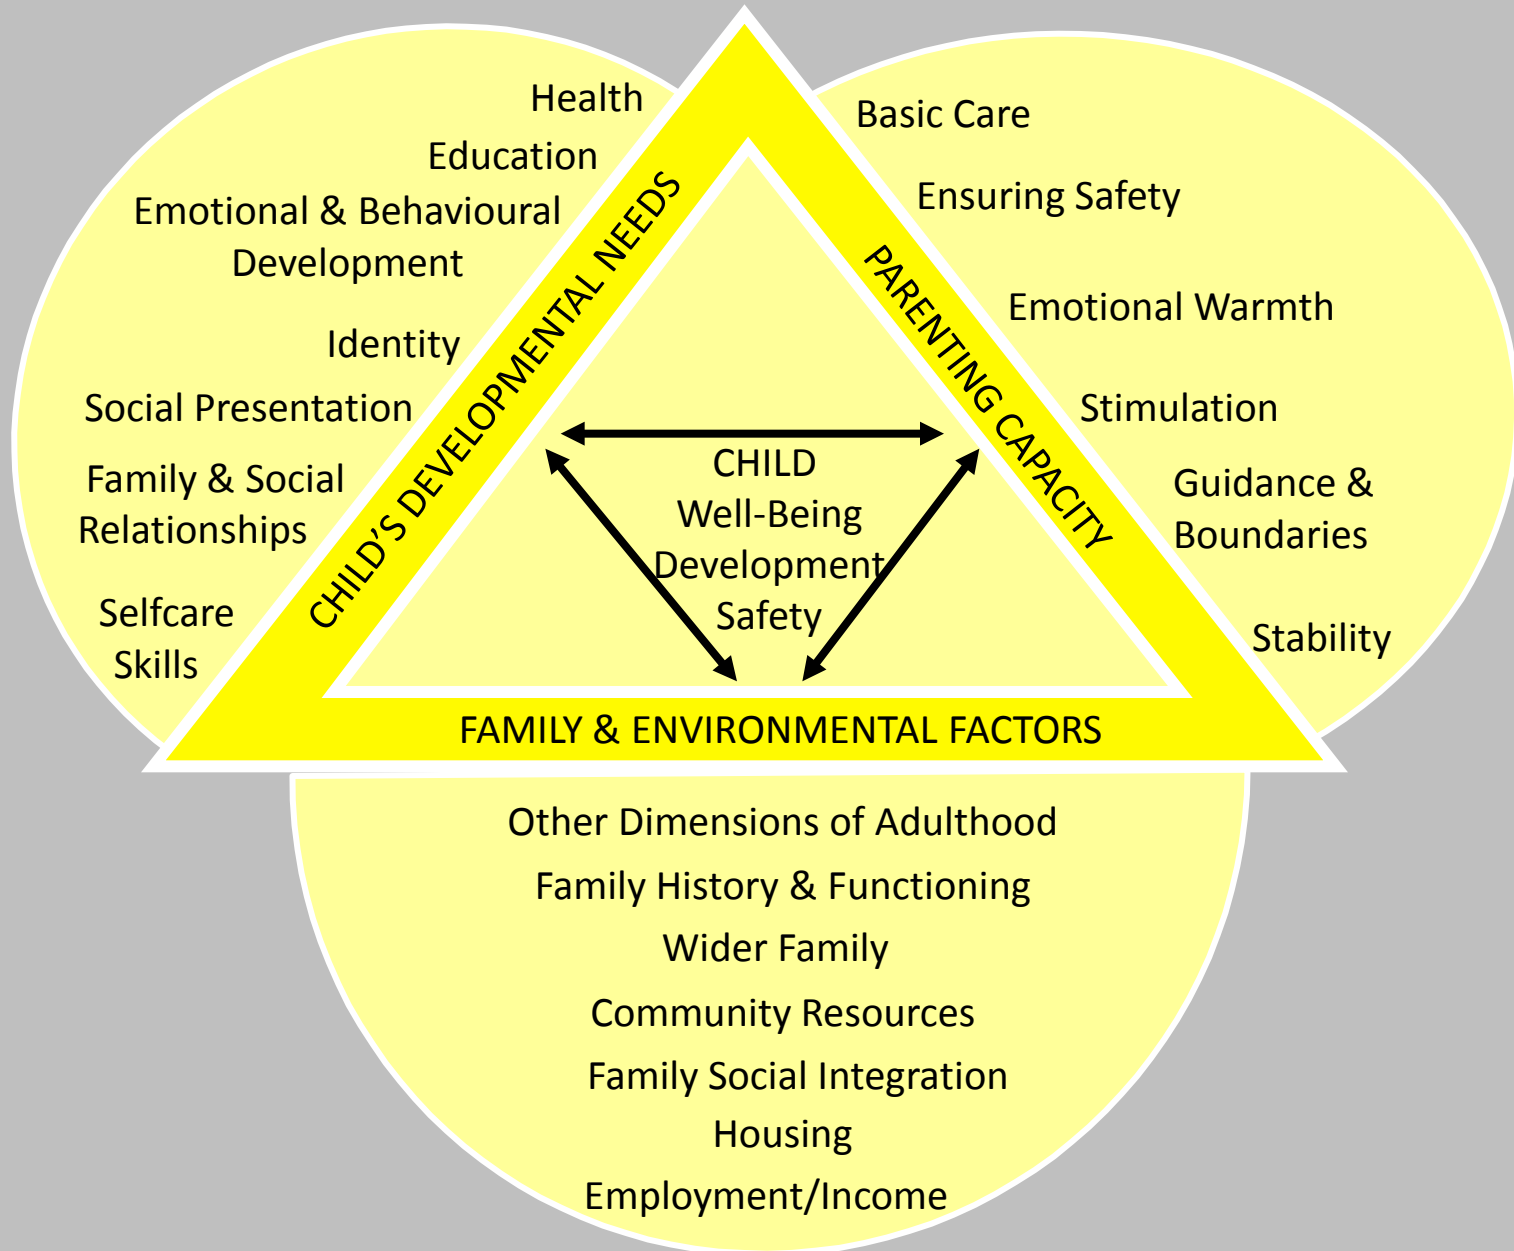 Health
Education
Emotional & Behavioural
Development
Identity
Social Presentation
Family & Social
Relationships
Selfcare
Skills
CHILD’S DEVELOPMENTAL NEEDS
Basic Care
Ensuring Safety
Emotional Warmth
Stimulation
Guidance &
Boundaries
Stability
PARENTING CAPACITY
CHILD
Well-Being
Development
Safety
FAMILY & ENVIRONMENTAL FACTORS
Other Dimensions of Adulthood
Family History & Functioning
Wider Family
Community Resources
Family Social Integration
Housing
Employment/Income